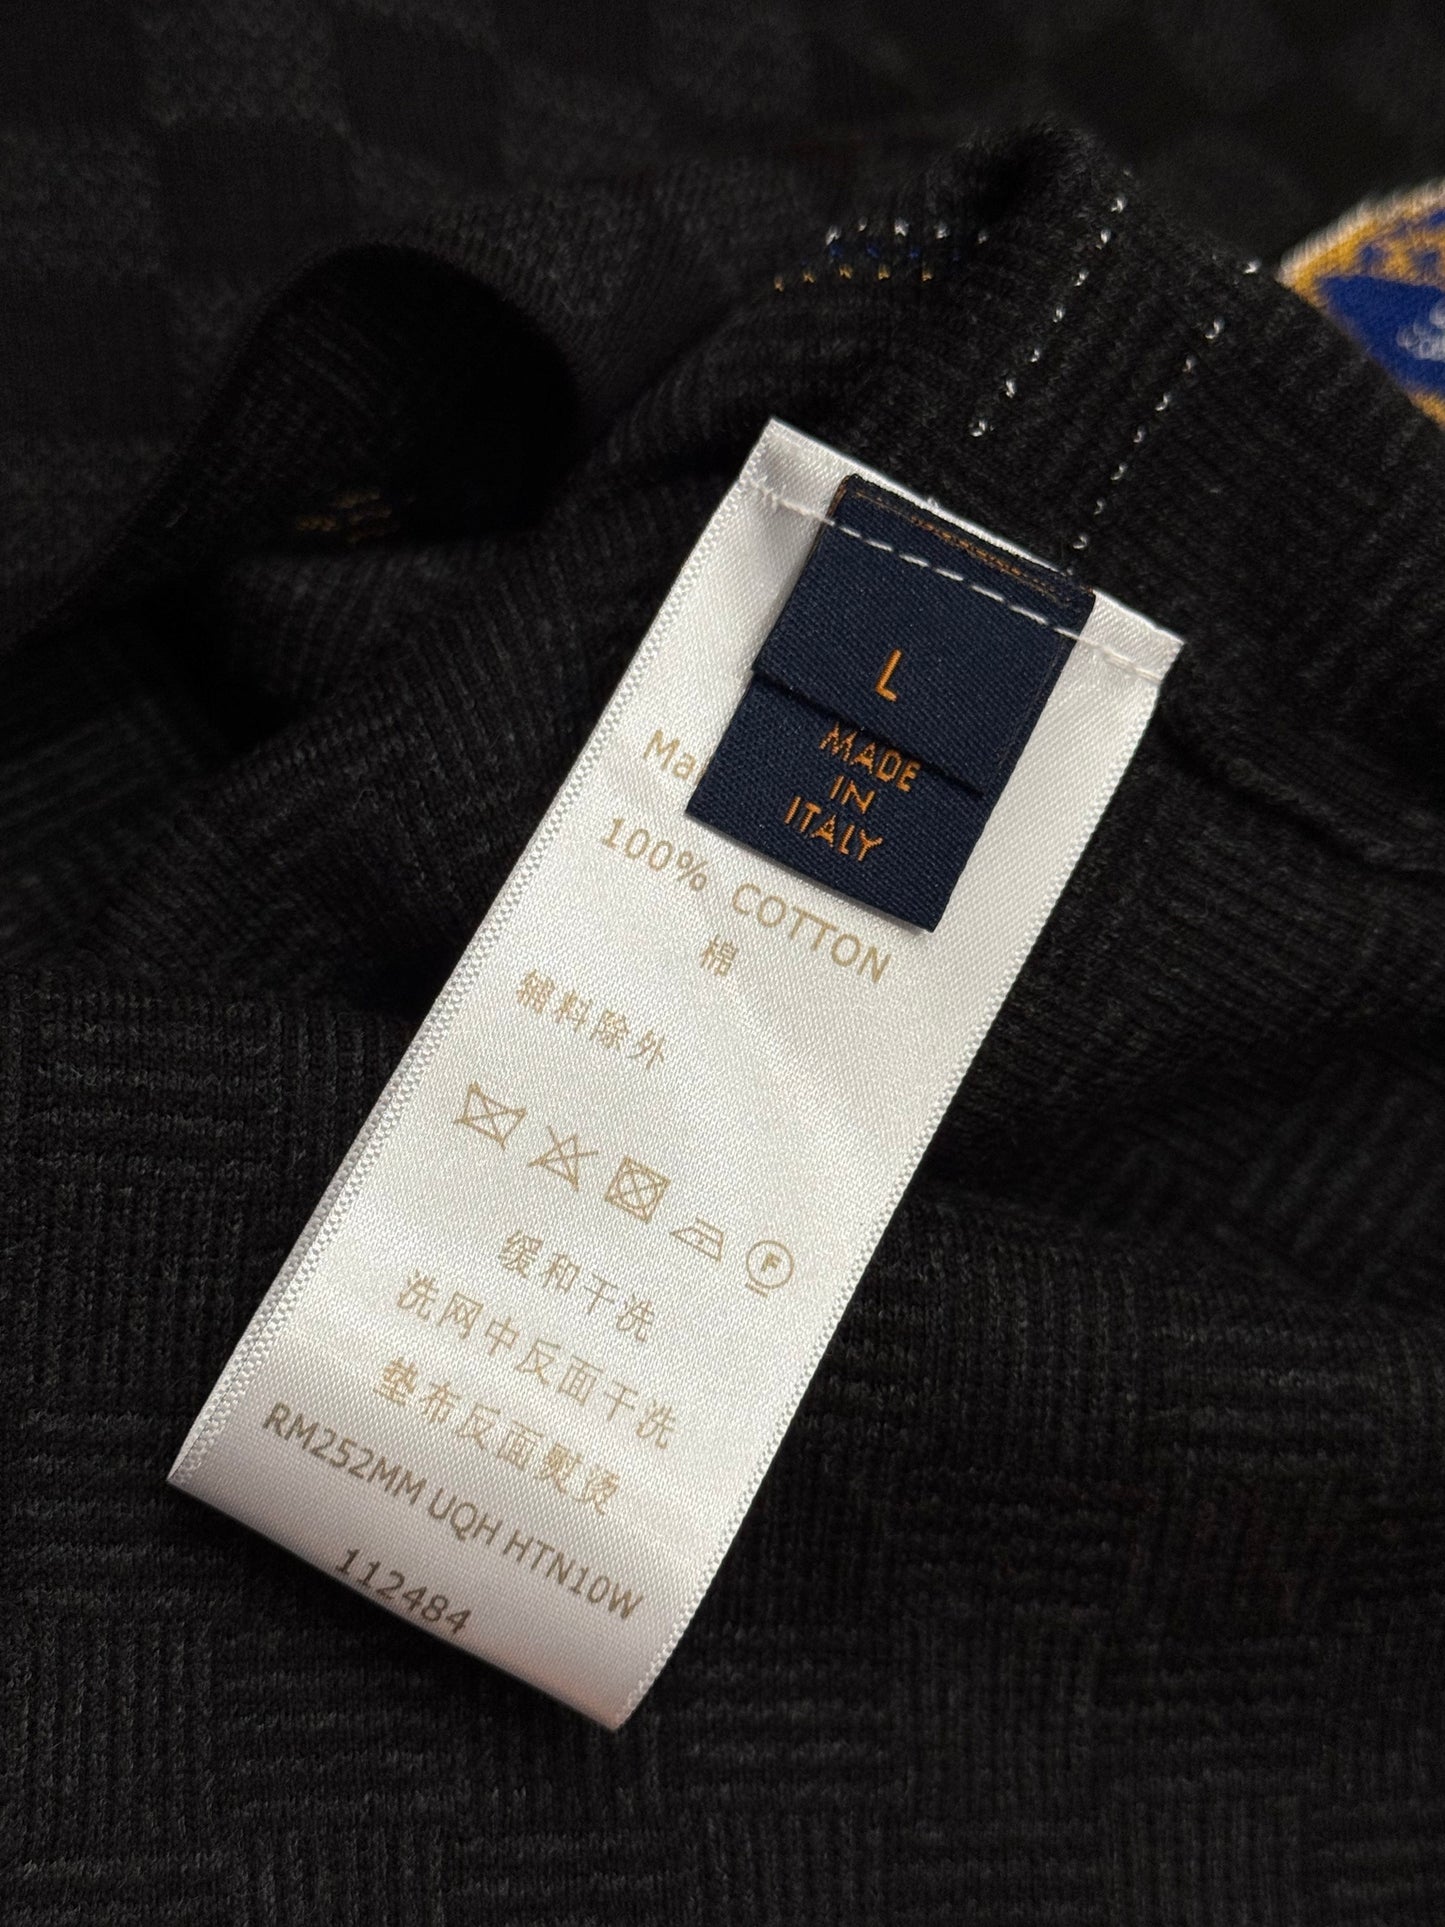 L
MADE
IN
ITALY
Ma
100% COTTON
棉
辅料除外
F
缓和干洗
洗网中反面干洗
垫布反面熨烫
RM252MM UQH HTN10W
112484